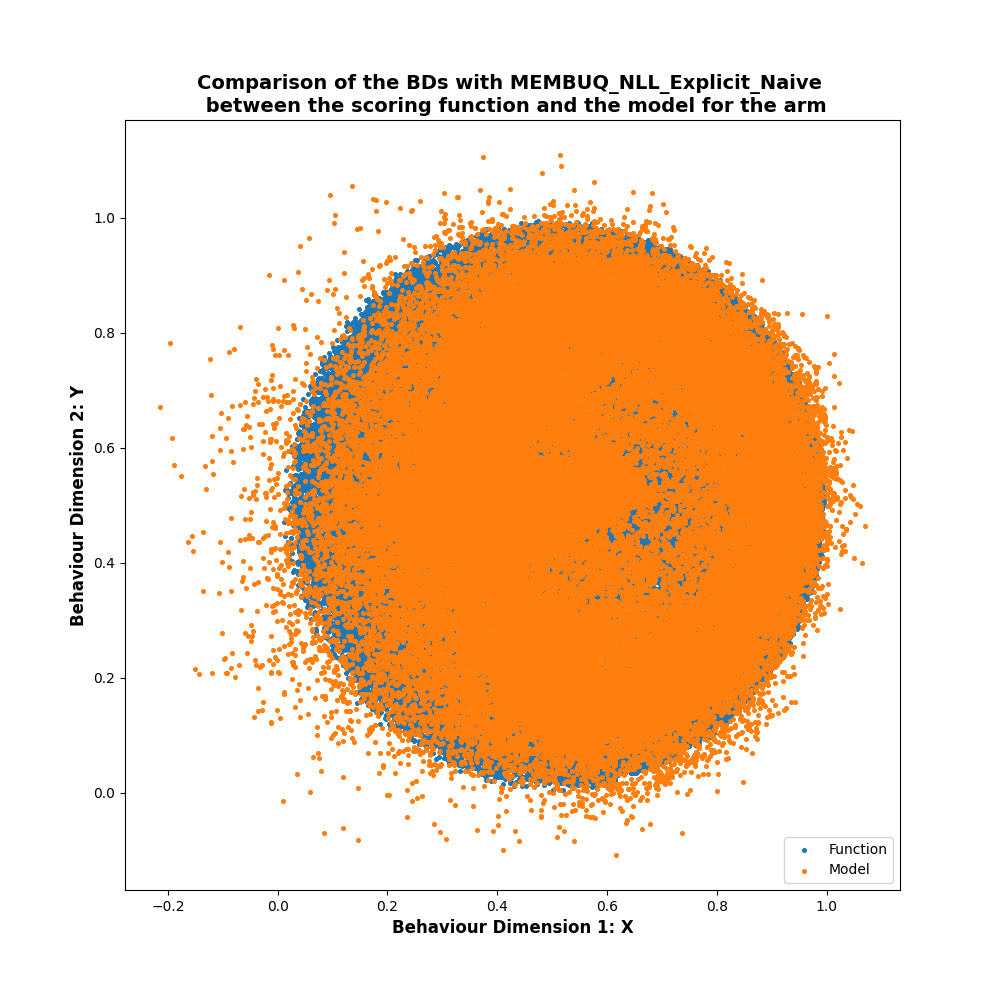 Comparison of the BDs with MEMBUQ_NLL_Explicit_Naive
between the scoring function and the model for the arm
Behaviour Dimension 2: Y
1.0
0.8
0.6
0.4
0.2
0.0
Function
Model
−0.2
0.0
0.2
0.4
0.6
0.8
1.0
Behaviour Dimension 1: X